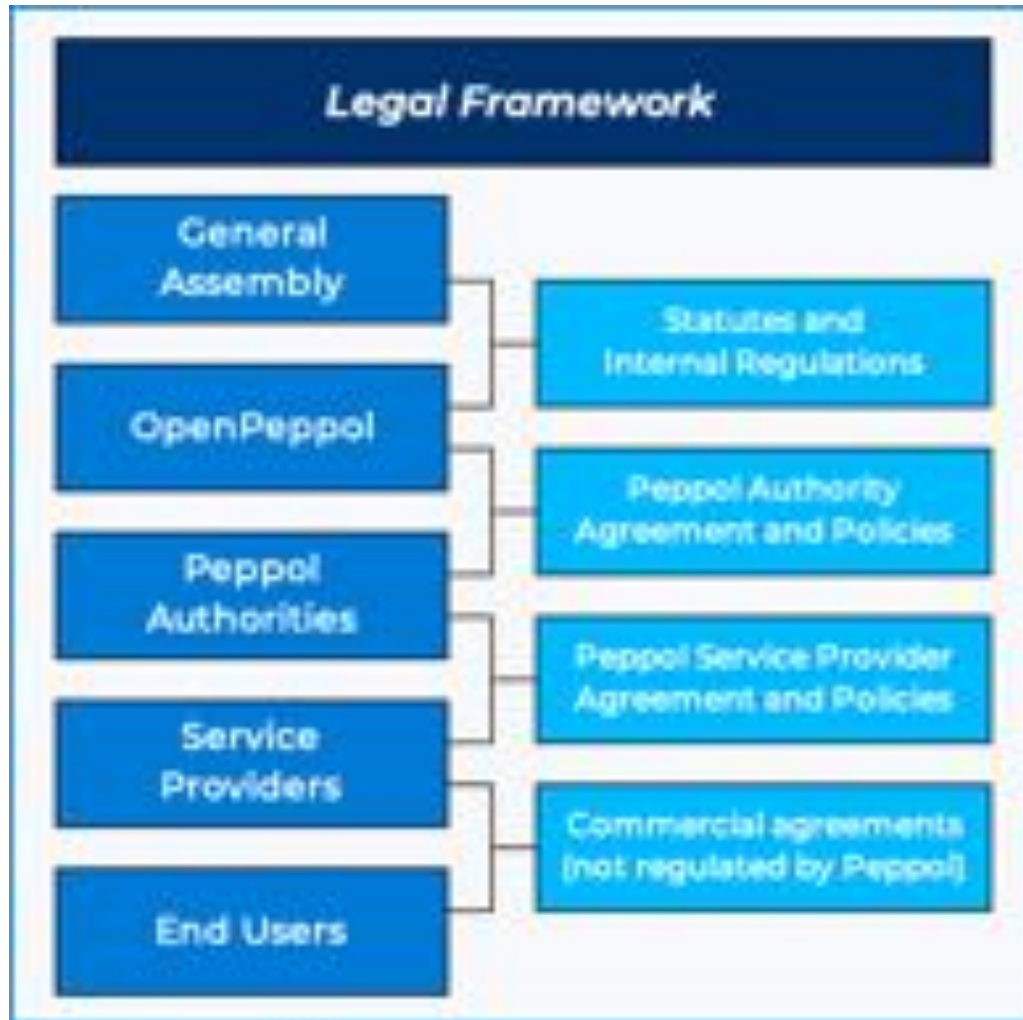 Legal Framework
General
Assembly
Statutes and
Internal Regulations
OpenPeppol
Peppol Authority
Agreement and Policies
Peppol
Authorities
Peppol Service Provider
Agreement and Policies
Service
Providers
Commercial agreements
(not regulated by Peppol)
End Users